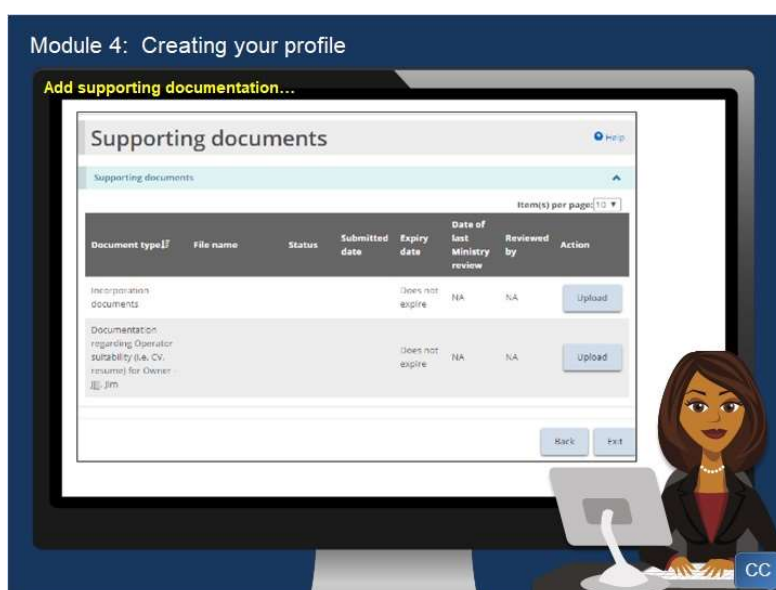 Module 4: Creating your profile
Add supporting documentation...
Supporting documents
Help
Supporting documents
Item(s) per page: 10
Document type
File name
Status
Submitted date
Expiry date
Date of last Ministry review
Reviewed by
Action
Incorporation documents
Does not expire
NA
NA
Upload
Documentation
regarding Operator
suitability (i.e. CV,
resume) for Owner -
Jim
Does not expire
NA
NA
Upload
Back
Exit
CC